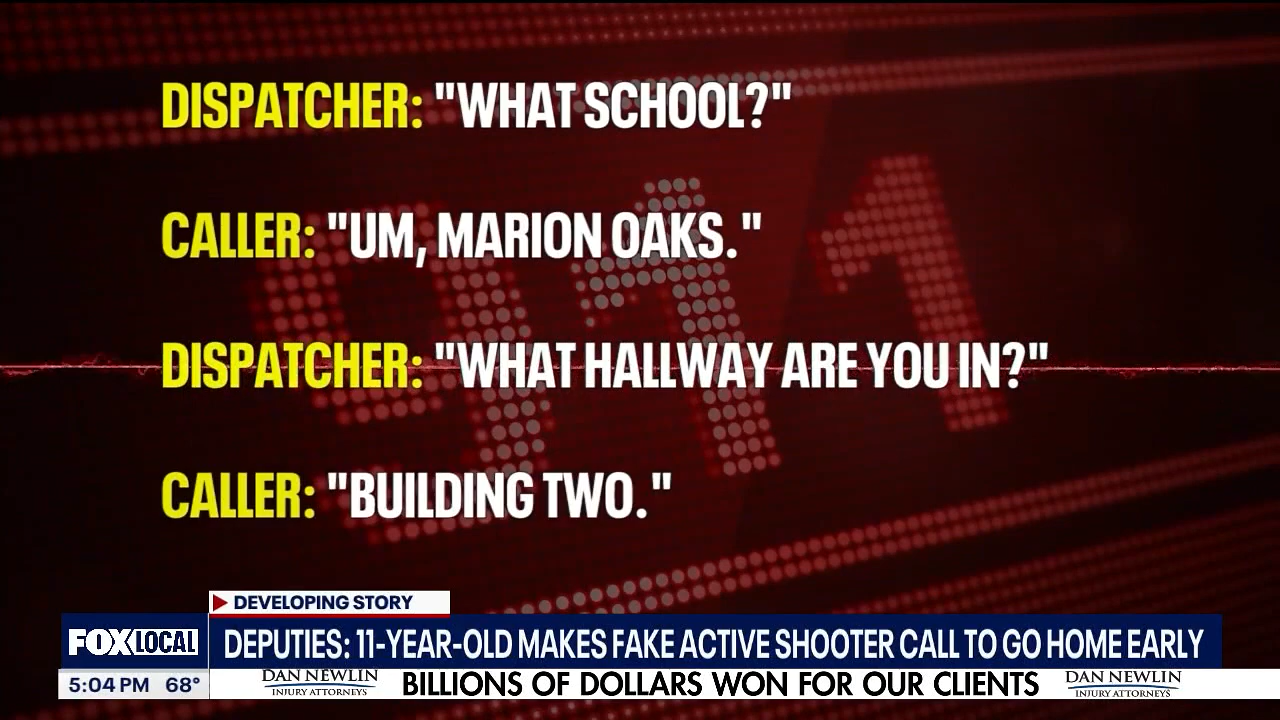 911
DISPATCHER: "WHAT SCHOOL?"
CALLER: "UM, MARION OAKS."
DISPATCHER: "WHAT HALLWAY ARE YOU IN?"
CALLER: "BUILDING TWO."
DEVELOPING STORY
FOX LOCAL
DEPUTIES: 11-YEAR-OLD MAKES FAKE ACTIVE SHOOTER CALL TO GO HOME EARLY
5:04 PM 68°
DAN NEWLIN
INJURY ATTORNEYS
BILLIONS OF DOLLARS WON FOR OUR CLIENTS
DAN NEWLIN
INJURY ATTORNEYS